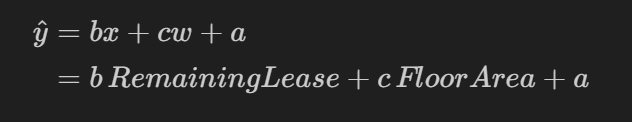 ŷ = bx + cw + a
= b RemainingLease + c FloorArea + a